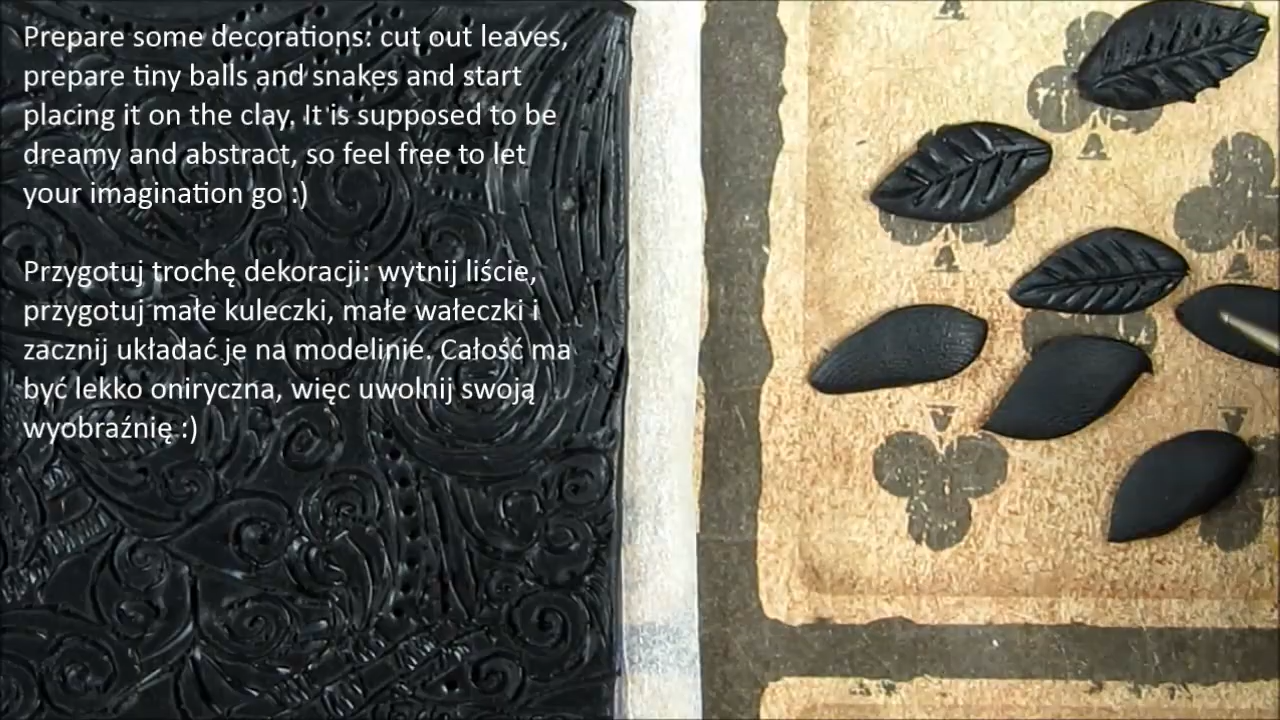 Prepare some decorations: cut out leaves,
prepare tiny balls and snakes and start
placing it on the clay. It is supposed to be
dreamy and abstract, so feel free to let
your imagination go :)
Przygotuj trochę dekoracji: wytnij liście,
przygotuj małe kuleczki, małe wałeczki i
zacznij układać je na modelinie. Całość ma
być lekko oniryczna, więc uwolnij swoją
wyobraźnię :)